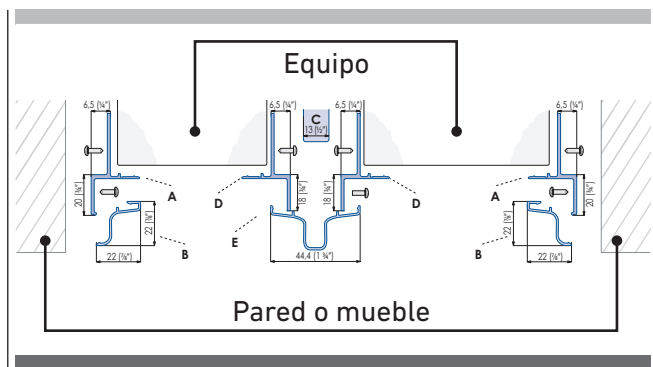 Equipo
6,5 (¼") 6,5 (¼") C 6,5 (¼") 6,5 (¼")
13 (½")
A D D A
20 (¾") 18 (¾") 18 (¾") 20 (¾")
22 (⅞") E 22 (⅞")
B B
22 (⅞") 44,4 (1 ¾") 22 (⅞")
Pared o mueble